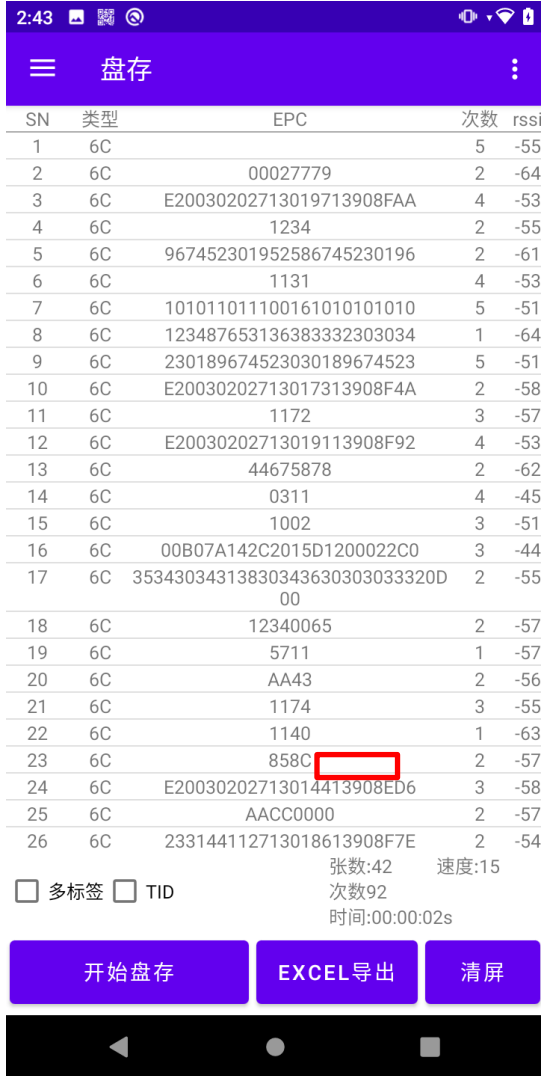 2:43
盘存
SN 类型 EPC 次数 rssi
1 6C 5 -55
2 6C 00027779 2 -64
3 6C E20030202713019713908FAA 4 -53
4 6C 1234 2 -55
5 6C 967452301952586745230196 2 -61
6 6C 1131 4 -53
7 6C 101011011100161010101010 5 -51
8 6C 123487653136383332303034 1 -64
9 6C 230189674523030189674523 5 -51
10 6C E20030202713017313908F4A 2 -58
11 6C 1172 3 -57
12 6C E20030202713019113908F92 4 -53
13 6C 44675878 2 -62
14 6C 0311 4 -45
15 6C 1002 3 -51
16 6C 00B07A142C2015D1200022C0 3 -44
17 6C 35343034313830343630303033320D 2 -55
00
18 6C 12340065 2 -57
19 6C 5711 1 -57
20 6C AA43 2 -56
21 6C 1174 3 -55
22 6C 1140 1 -63
23 6C 858C 2 -57
24 6C E20030202713014413908ED6 3 -58
25 6C AACC0000 2 -57
26 6C 233144112713018613908F7E 2 -54
张数:42 速度:15
多标签 TID 次数92
时间:00:00:02s
开始盘存 EXCEL导出 清屏